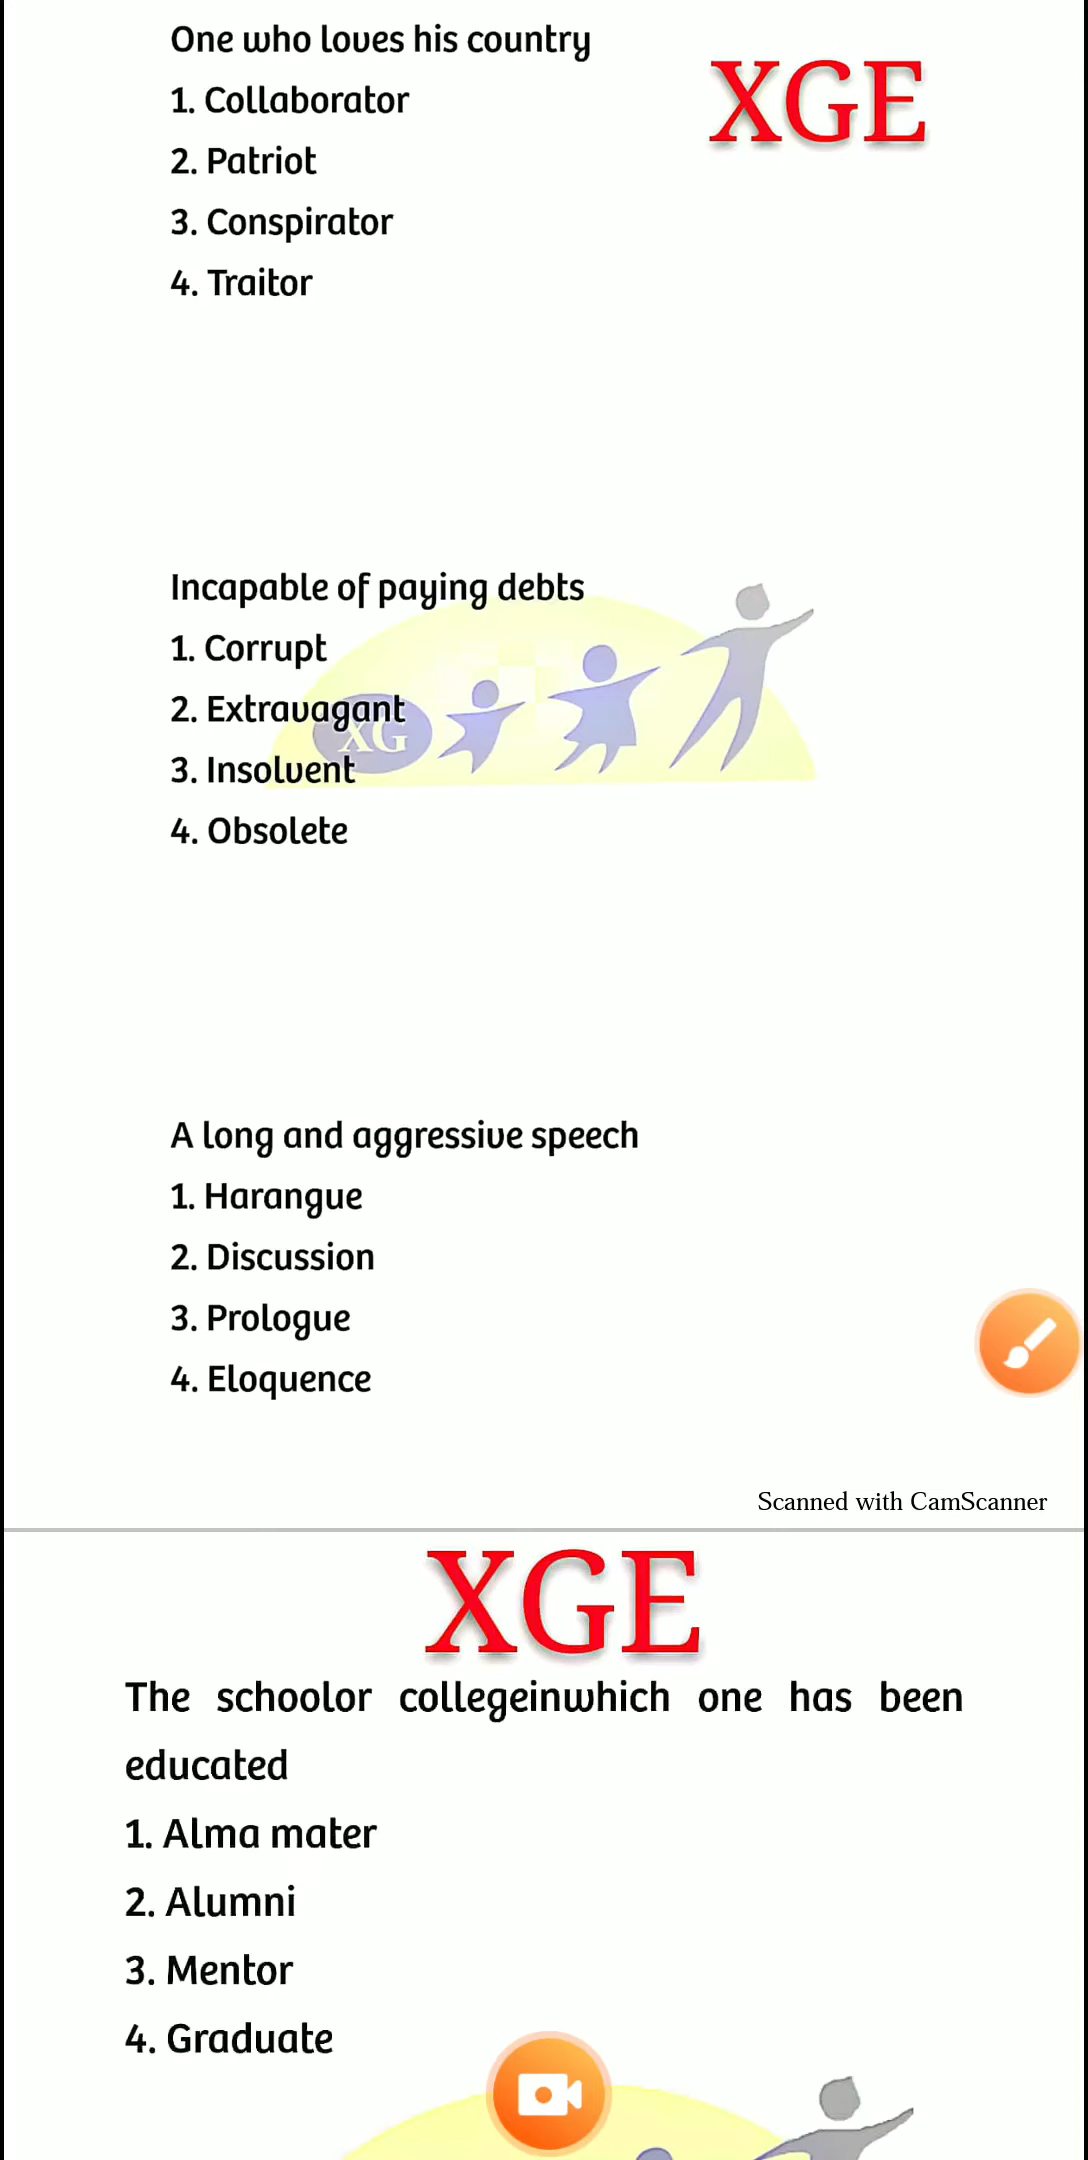 One who loves his country
XGE
1. Collaborator
2. Patriot
3. Conspirator
4. Traitor
Incapable of paying debts
1. Corrupt
2. Extravagant
XG
3. Insolvent
4. Obsolete
A long and aggressive speech
1. Harangue
2. Discussion
3. Prologue
4. Eloquence
Scanned with CamScanner
XGE
The schoolor collegeinwhich one has been
educated
1. Alma mater
2. Alumni
3. Mentor
4. Graduate